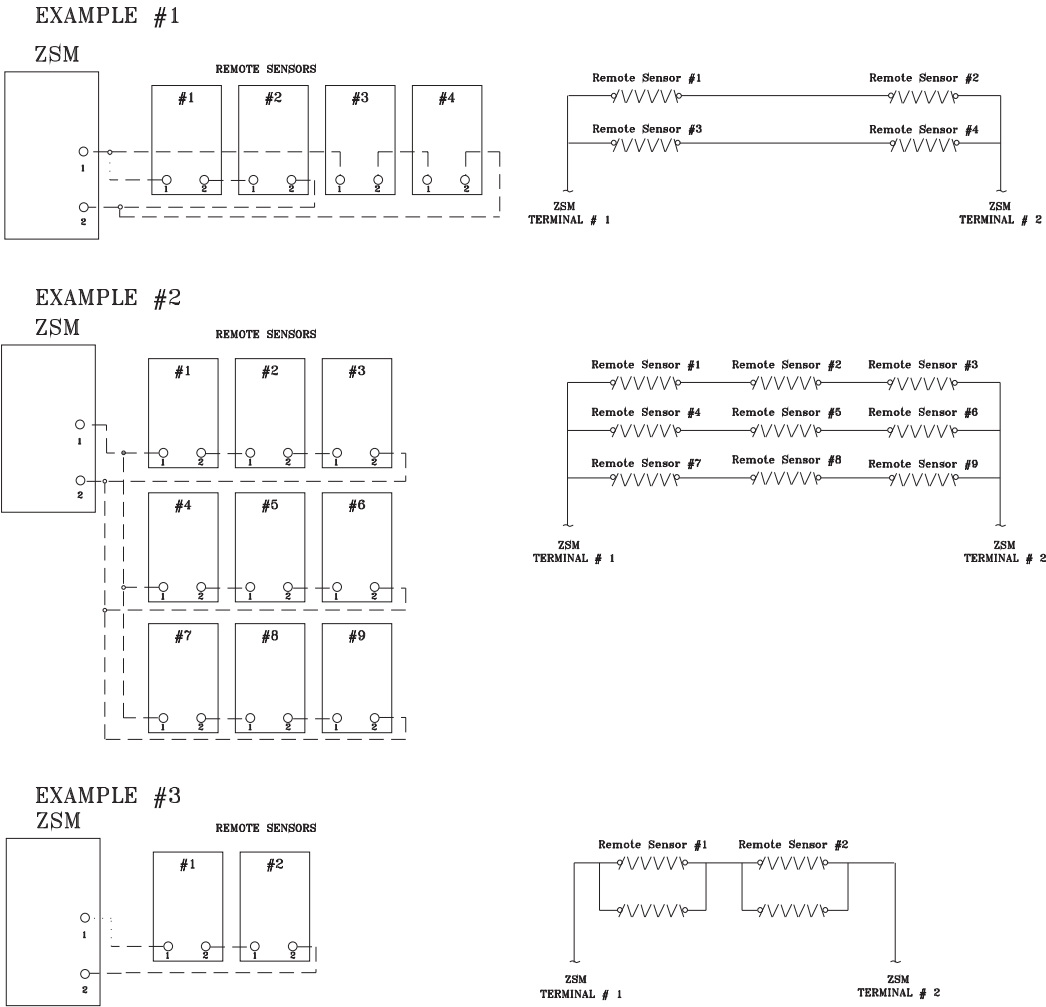 EXAMPLE #1
ZSM
REMOTE SENSORS
#1 #2 #3 #4
1
2
1 2 1 2 1 2 1 2
Remote Sensor #1 Remote Sensor #2
Remote Sensor #3 Remote Sensor #4
ZSM
TERMINAL # 1
ZSM
TERMINAL # 2
EXAMPLE #2
ZSM
REMOTE SENSORS
#1 #2 #3
1
2
1 2 1 2 1 2
#4 #5 #6
1 2 1 2 1 2
#7 #8 #9
1 2 1 2 1 2
Remote Sensor #1 Remote Sensor #2 Remote Sensor #3
Remote Sensor #4 Remote Sensor #5 Remote Sensor #6
Remote Sensor #7 Remote Sensor #8 Remote Sensor #9
ZSM
TERMINAL # 1
ZSM
TERMINAL # 2
EXAMPLE #3
ZSM
REMOTE SENSORS
#1 #2
1
2
1 2 1 2
Remote Sensor #1 Remote Sensor #2
ZSM
TERMINAL # 1
ZSM
TERMINAL # 2